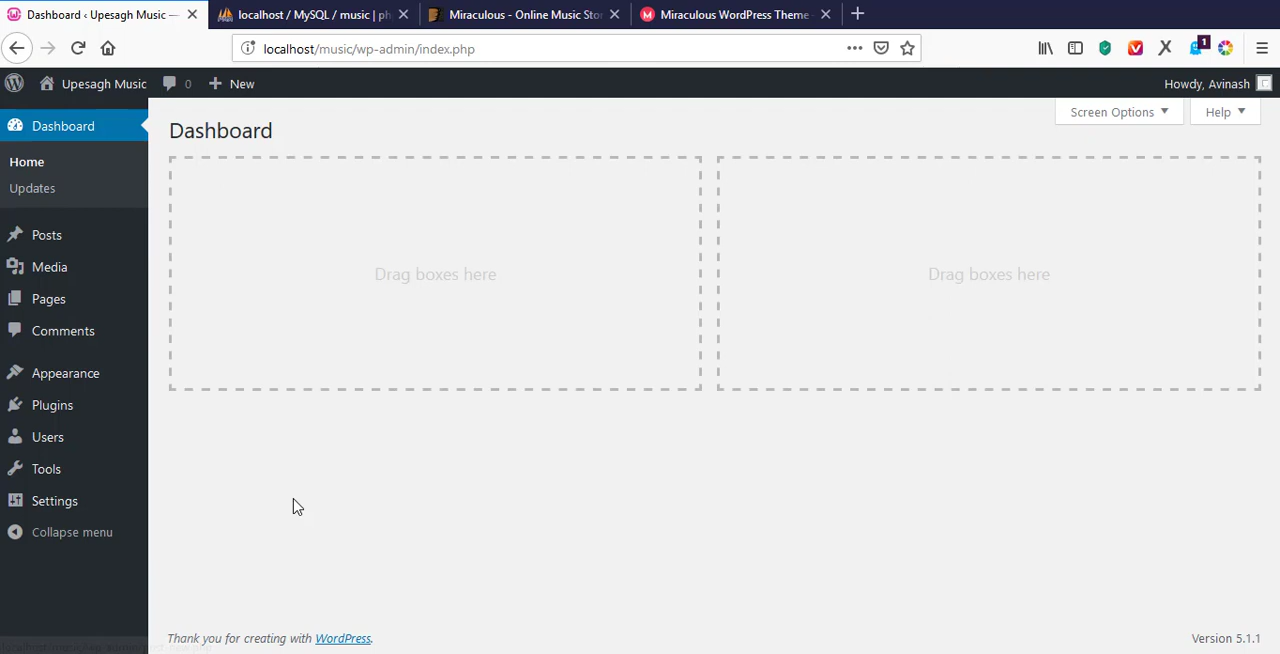 Dashboard ‹ Upesagh Music —
localhost / MySQL / music | ph
Miraculous - Online Music Sto
Miraculous WordPress Theme -
localhost/music/wp-admin/index.php
1
Upesagh Music
0
New
Howdy, Avinash
Dashboard
Home
Updates
Posts
Media
Pages
Comments
Appearance
Plugins
Users
Tools
Settings
Collapse menu
Screen Options
Help
Dashboard
Drag boxes here
Drag boxes here
Thank you for creating with WordPress.
Version 5.1.1